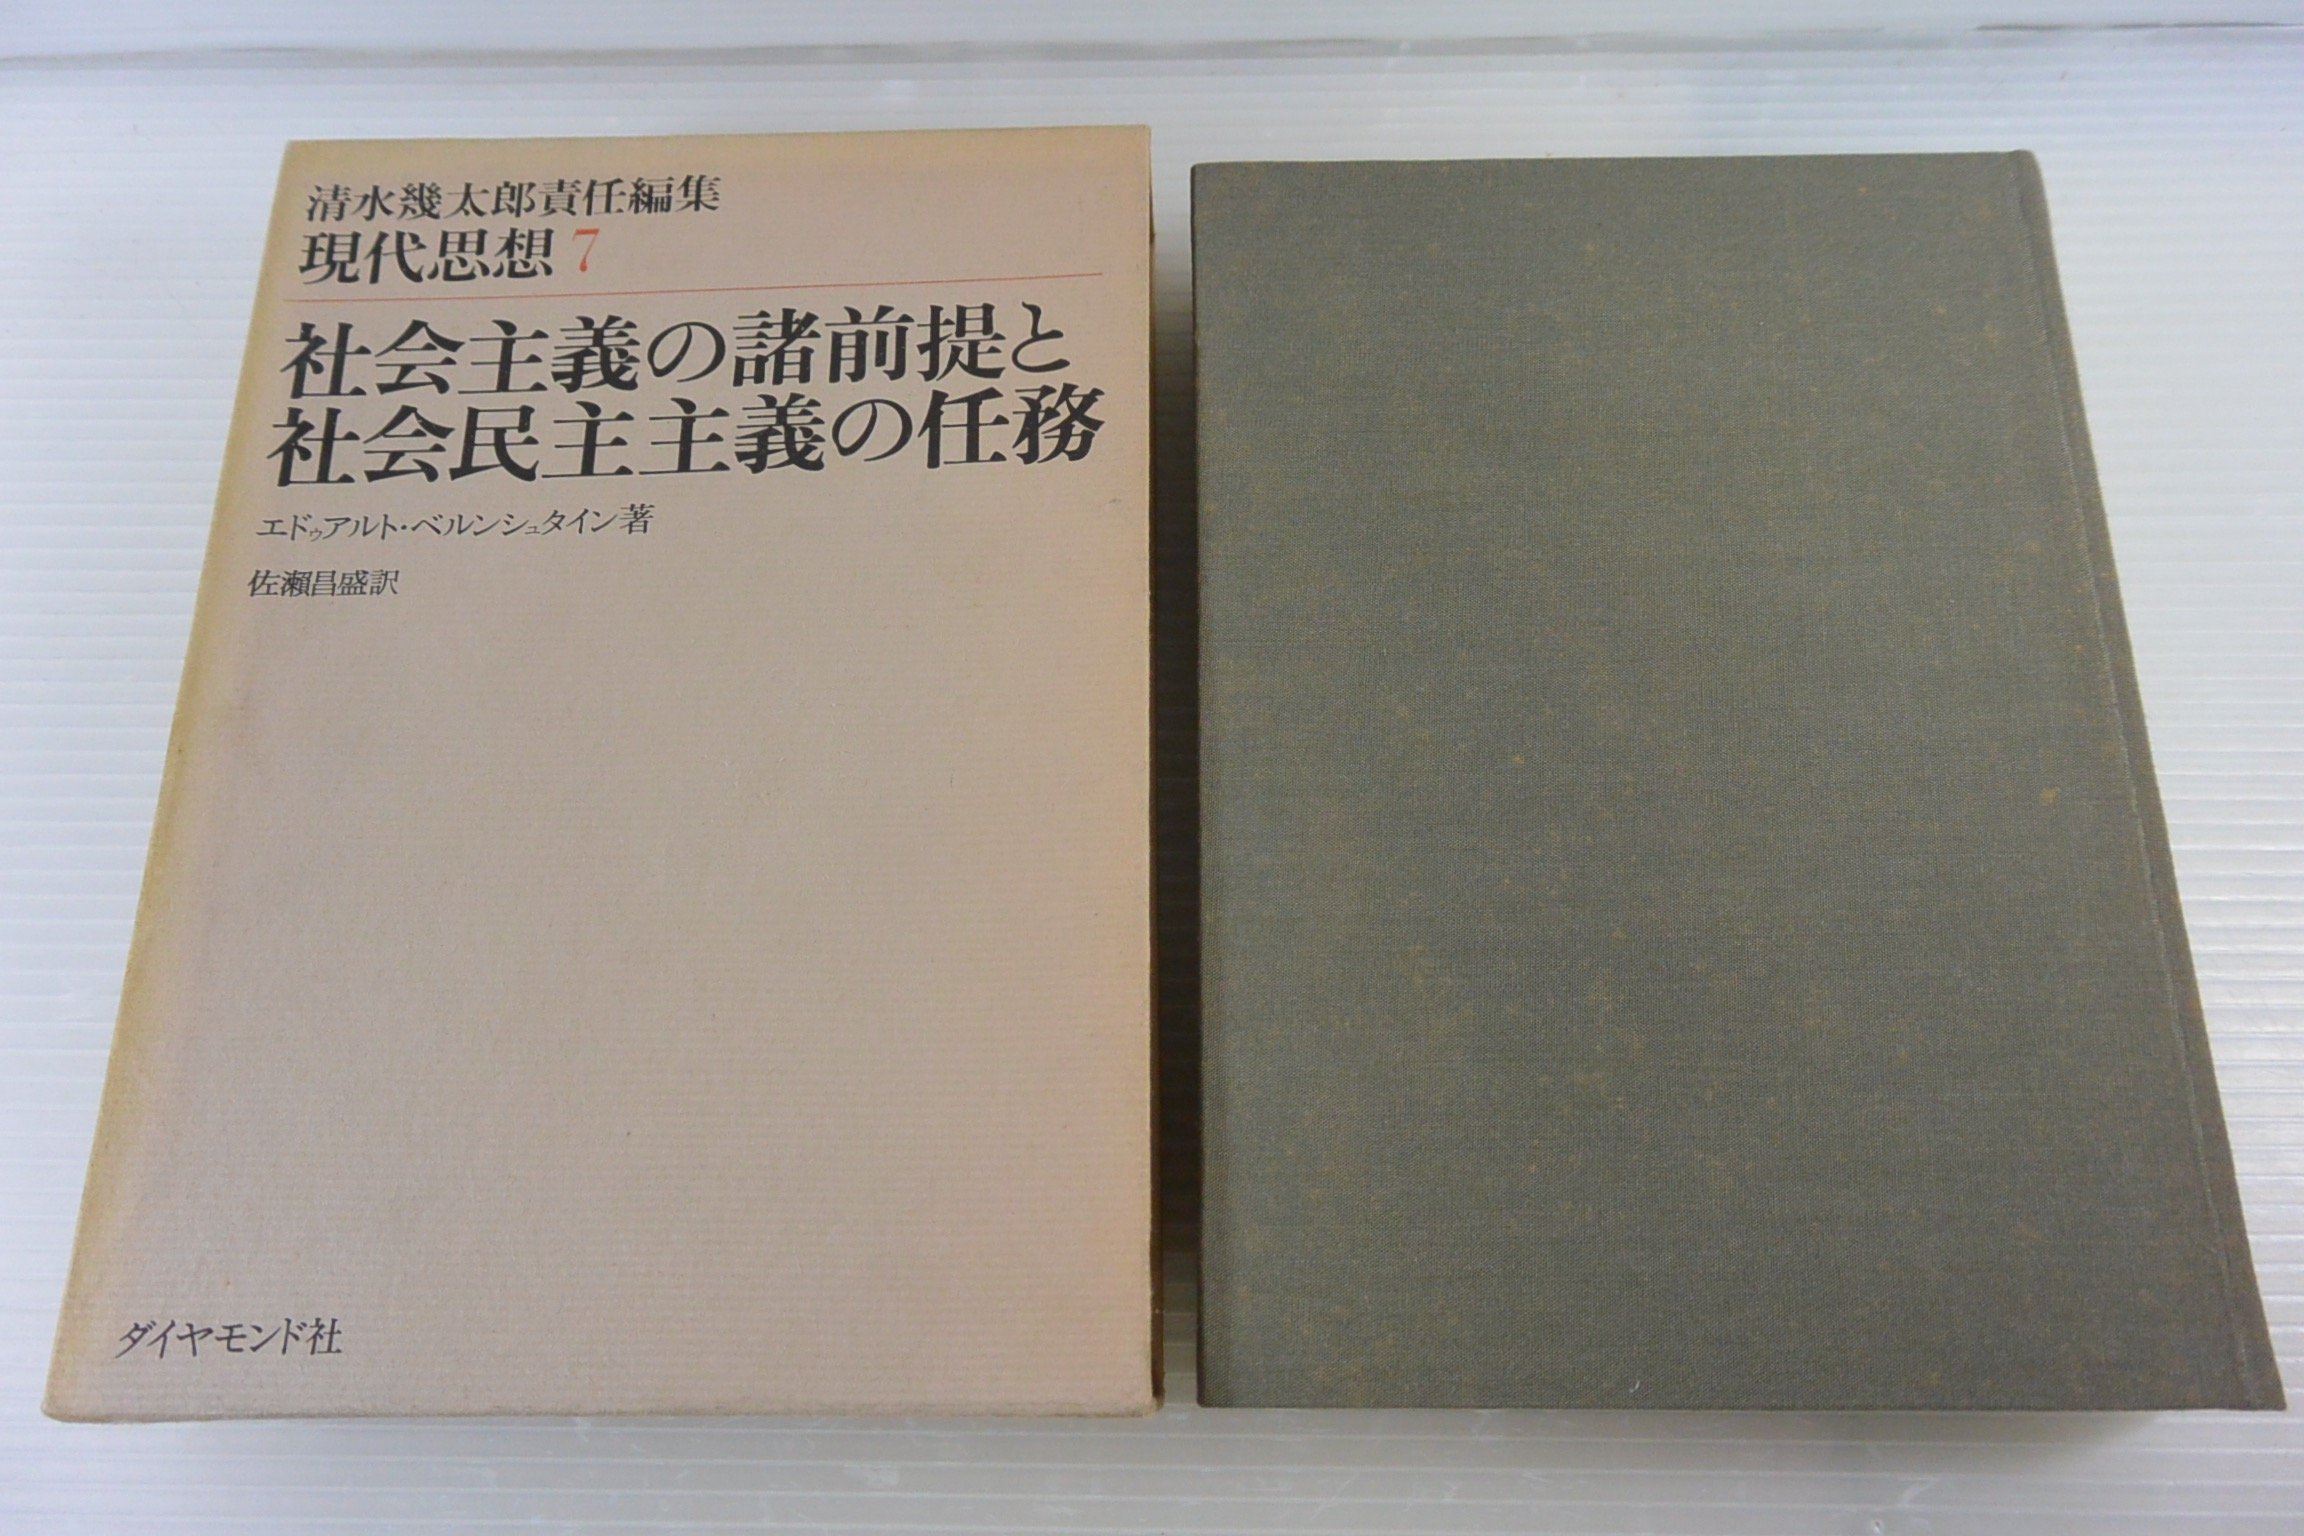 清水幾太郎責任編集
現代思想7
社会主義の諸前提と
社会民主主義の任務
エドゥアルト・ベルンシュタイン著
佐瀬昌盛訳
ダイヤモンド社